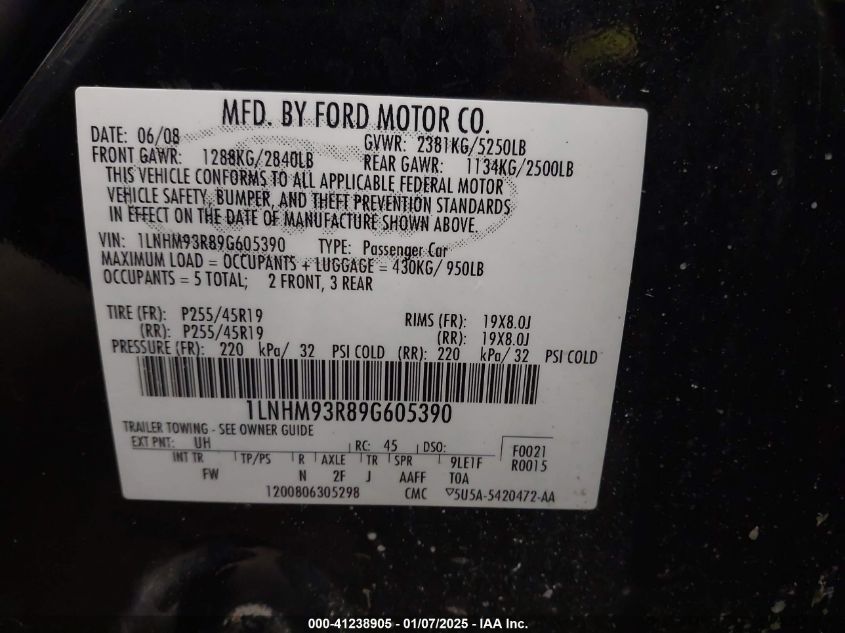 MFD. BY FORD MOTOR CO.
DATE: 06/08 GVWR: 2381KG/5250LB
FRONT GAWR: 1288KG/2840LB REAR GAWR: 1134KG/2500LB
THIS VEHICLE CONFORMS TO ALL APPLICABLE FEDERAL MOTOR
VEHICLE SAFETY, BUMPER, AND THEFT PREVENTION STANDARDS
IN EFFECT ON THE DATE OF MANUFACTURE SHOWN ABOVE.
VIN: 1LNHM93R89G605390 TYPE: Passenger Car
MAXIMUM LOAD = OCCUPANTS + LUGGAGE = 430KG/ 950LB
OCCUPANTS = 5 TOTAL; 2 FRONT, 3 REAR
TIRE (FR): P255/45R19 RIMS (FR): 19X8.0J
(RR): P255/45R19 (RR): 19X8.0J
PRESSURE (FR): 220 kPa/ 32 PSI COLD (RR): 220 kPa/ 32 PSI COLD
1LNHM93R89G605390
TRAILER TOWING - SEE OWNER GUIDE
EXT PNT: UH RC: 45 DSO: F0021
INT TR TP/PS R AXLE TR SPR 9LE1F R0015
FW N 2F J AAFF T0A
1200806305298 CMC ▽5U5A-5420472-AA
000-41238905 - 01/07/2025 - IAA Inc.